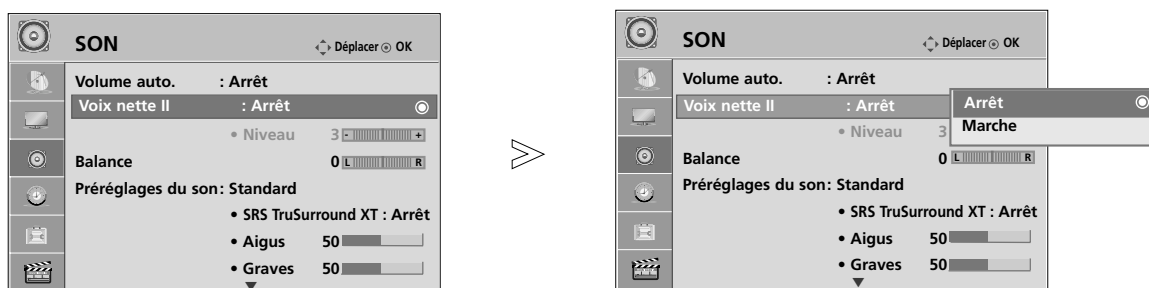 SON Déplacer OK
Volume auto. : Arrêt
Voix nette II : Arrêt
• Niveau 3 - +
Balance 0 L R
Préréglages du son: Standard
• SRS TruSurround XT : Arrêt
• Aigus 50
• Graves 50
SON Déplacer OK
Volume auto. : Arrêt
Voix nette II : Arrêt
Arrêt
Marche
• Niveau 3
Balance 0 L R
Préréglages du son: Standard
• SRS TruSurround XT : Arrêt
• Aigus 50
• Graves 50